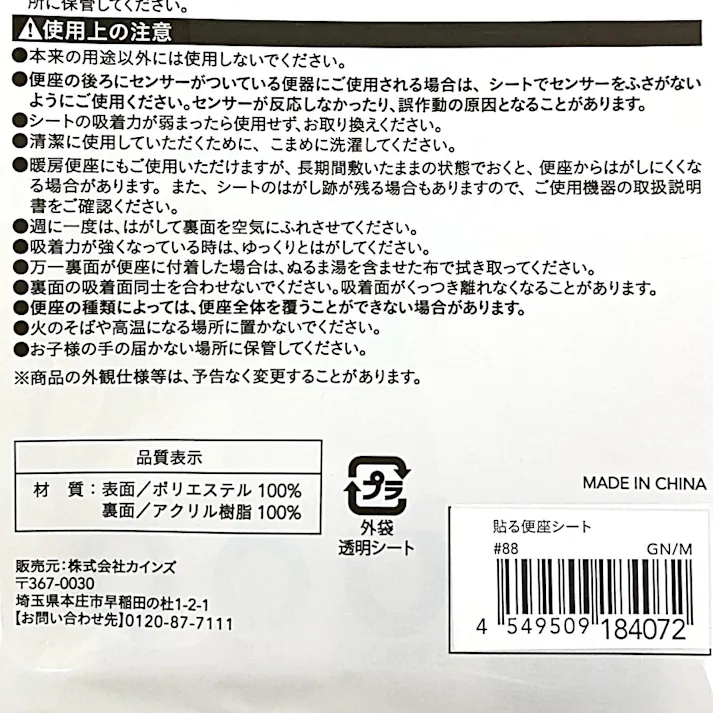 所に保管してください。
⚠使用上の注意
●本来の用途以外には使用しないでください。
●便座の後ろにセンサーがついている便器にご使用される場合は、シートでセンサーをふさがない
ようにご使用ください。センサーが反応しなかったり、誤作動の原因となることがあります。
●シートの吸着力が弱まったら使用せず、お取り換えください。
●清潔に使用していただくために、こまめに洗濯してください。
●暖房便座にもご使用いただけますが、長期間敷いたままの状態でおくと、便座からはがしにくくな
る場合があります。また、シートのはがし跡が残る場合もありますので、ご使用機器の取扱説明
書をご確認ください。
●週に一度は、はがして裏面を空気にふれさせてください。
●吸着力が強くなっている時は、ゆっくりとはがしてください。
●万一裏面が便座に付着した場合は、ぬるま湯を含ませた布で拭き取ってください。
●裏面の吸着面同士を合わせないでください。吸着面がくっつき離れなくなることがあります。
●便座の種類によっては、便座全体を覆うことができない場合があります。
●火のそばや高温になる場所に置かないでください。
●お子様の手の届かない場所に保管してください。
※商品の外観仕様等は、予告なく変更することがあります。
品質表示
材 質：表面／ポリエステル 100%
裏面／アクリル樹脂 100%
プラ
外袋
透明シート
MADE IN CHINA
貼る便座シート
#88 GN/M
4 549509 184072
販売元：株式会社カインズ
〒367-0030
埼玉県本庄市早稲田の杜1-2-1
【お問い合わせ先】0120-87-7111